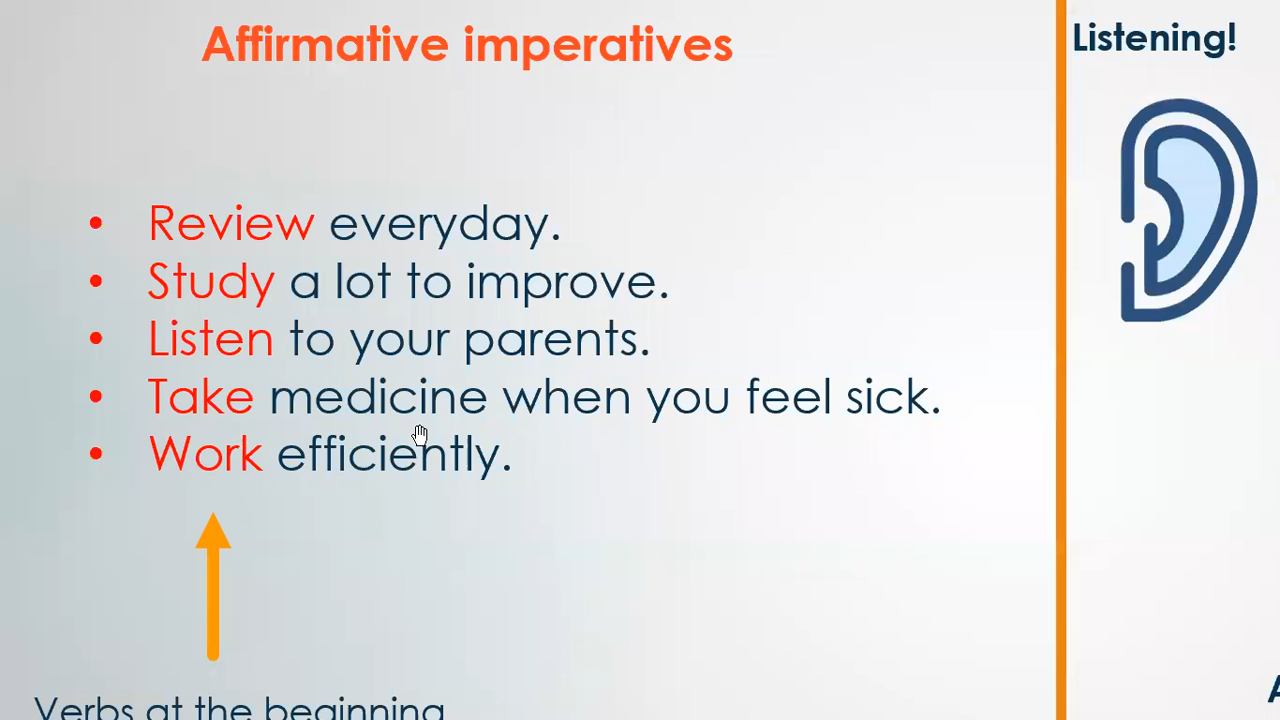 Affirmative imperatives
Listening!
• Review everyday.
• Study a lot to improve.
• Listen to your parents.
• Take medicine when you feel sick.
• Work efficiently.
Verbs at the beginning